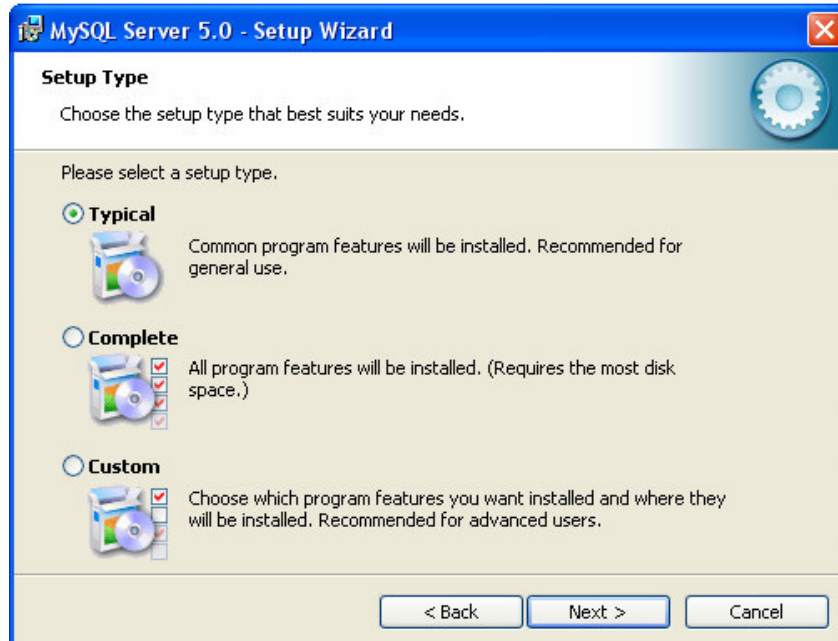 MySQL Server 5.0 - Setup Wizard
Setup Type
Choose the setup type that best suits your needs.
Please select a setup type.
Typical
Common program features will be installed. Recommended for
general use.
Complete
All program features will be installed. (Requires the most disk
space.)
Custom
Choose which program features you want installed and where they
will be installed. Recommended for advanced users.
< Back
Next >
Cancel